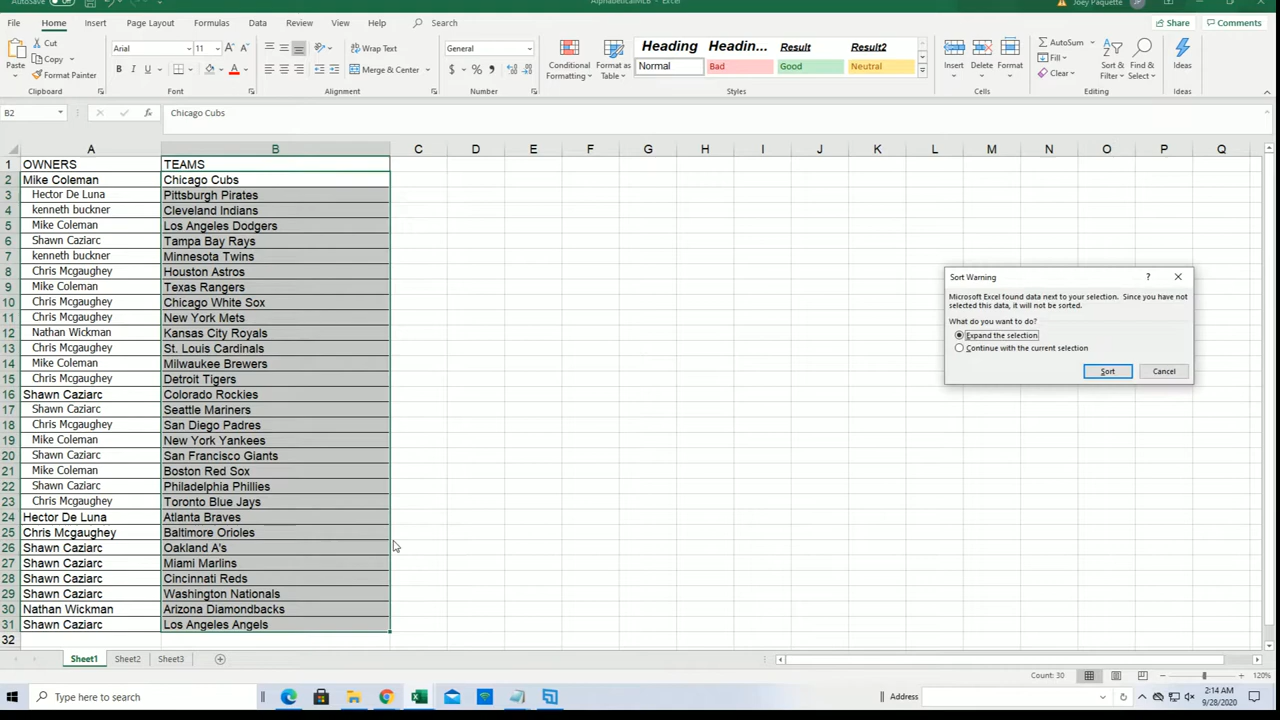 AutoSave Off AlphabeticalMLB - Excel Joey Paquette JP
File Home Insert Page Layout Formulas Data Review View Help Search Share Comments
Paste Cut Copy Format Painter Clipboard
Arial 11 A A B I U A Font
Wrap Text Merge & Center Alignment
General $ % , Number
Conditional Formatting Format as Table
Heading Headin... Result Result2
Normal Bad Good Neutral
Styles
Insert Delete Format Cells
AutoSum Fill Clear Sort & Filter Find & Select Editing
Ideas Ideas
B2 fx Chicago Cubs
A B C D E F G H I J K L M N O P Q
1 OWNERS TEAMS
2 Mike Coleman Chicago Cubs
3 Hector De Luna Pittsburgh Pirates
4 kenneth buckner Cleveland Indians
5 Mike Coleman Los Angeles Dodgers
6 Shawn Caziarc Tampa Bay Rays
7 kenneth buckner Minnesota Twins
8 Chris Mcgaughey Houston Astros
9 Mike Coleman Texas Rangers
10 Chris Mcgaughey Chicago White Sox
11 Chris Mcgaughey New York Mets
12 Nathan Wickman Kansas City Royals
13 Chris Mcgaughey St. Louis Cardinals
14 Mike Coleman Milwaukee Brewers
15 Chris Mcgaughey Detroit Tigers
16 Shawn Caziarc Colorado Rockies
17 Shawn Caziarc Seattle Mariners
18 Chris Mcgaughey San Diego Padres
19 Mike Coleman New York Yankees
20 Shawn Caziarc San Francisco Giants
21 Mike Coleman Boston Red Sox
22 Shawn Caziarc Philadelphia Phillies
23 Chris Mcgaughey Toronto Blue Jays
24 Hector De Luna Atlanta Braves
25 Chris Mcgaughey Baltimore Orioles
26 Shawn Caziarc Oakland A's
27 Shawn Caziarc Miami Marlins
28 Shawn Caziarc Cincinnati Reds
29 Shawn Caziarc Washington Nationals
30 Nathan Wickman Arizona Diamondbacks
31 Shawn Caziarc Los Angeles Angels
32
Sort Warning ?
Microsoft Excel found data next to your selection. Since you have not
selected this data, it will not be sorted.
What do you want to do?
Expand the selection
Continue with the current selection
Sort Cancel
Sheet1 Sheet2 Sheet3
Count: 30 120%
Type here to search Address 2:14 AM
9/28/2020